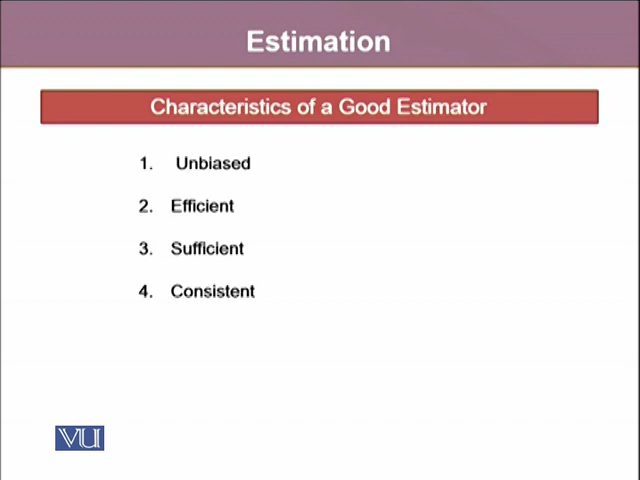 Estimation
Characteristics of a Good Estimator
1. Unbiased
2. Efficient
3. Sufficient
4. Consistent
VU